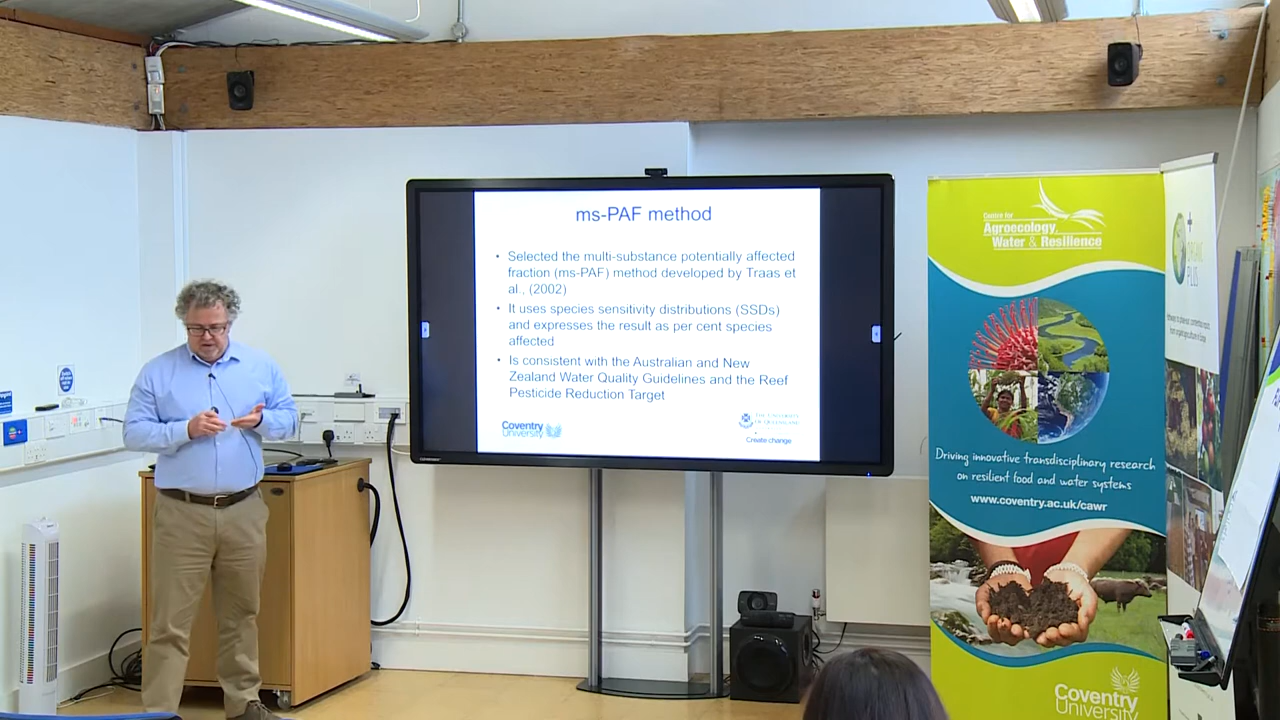 ms-PAF method
• Selected the multi-substance potentially affected
fraction (ms-PAF) method developed by Traas et
al., (2002)
• It uses species sensitivity distributions (SSDs)
and expresses the result as per cent species
affected
• Is consistent with the Australian and New
Zealand Water Quality Guidelines and the Reef
Pesticide Reduction Target
Coventry
University
THE UNIVERSITY
OF QUEENSLAND
Create change
Centre for
Agroecology,
Water & Resilience
Driving innovative transdisciplinary research
on resilient food and water systems
www.coventry.ac.uk/cawr
Coventry
University